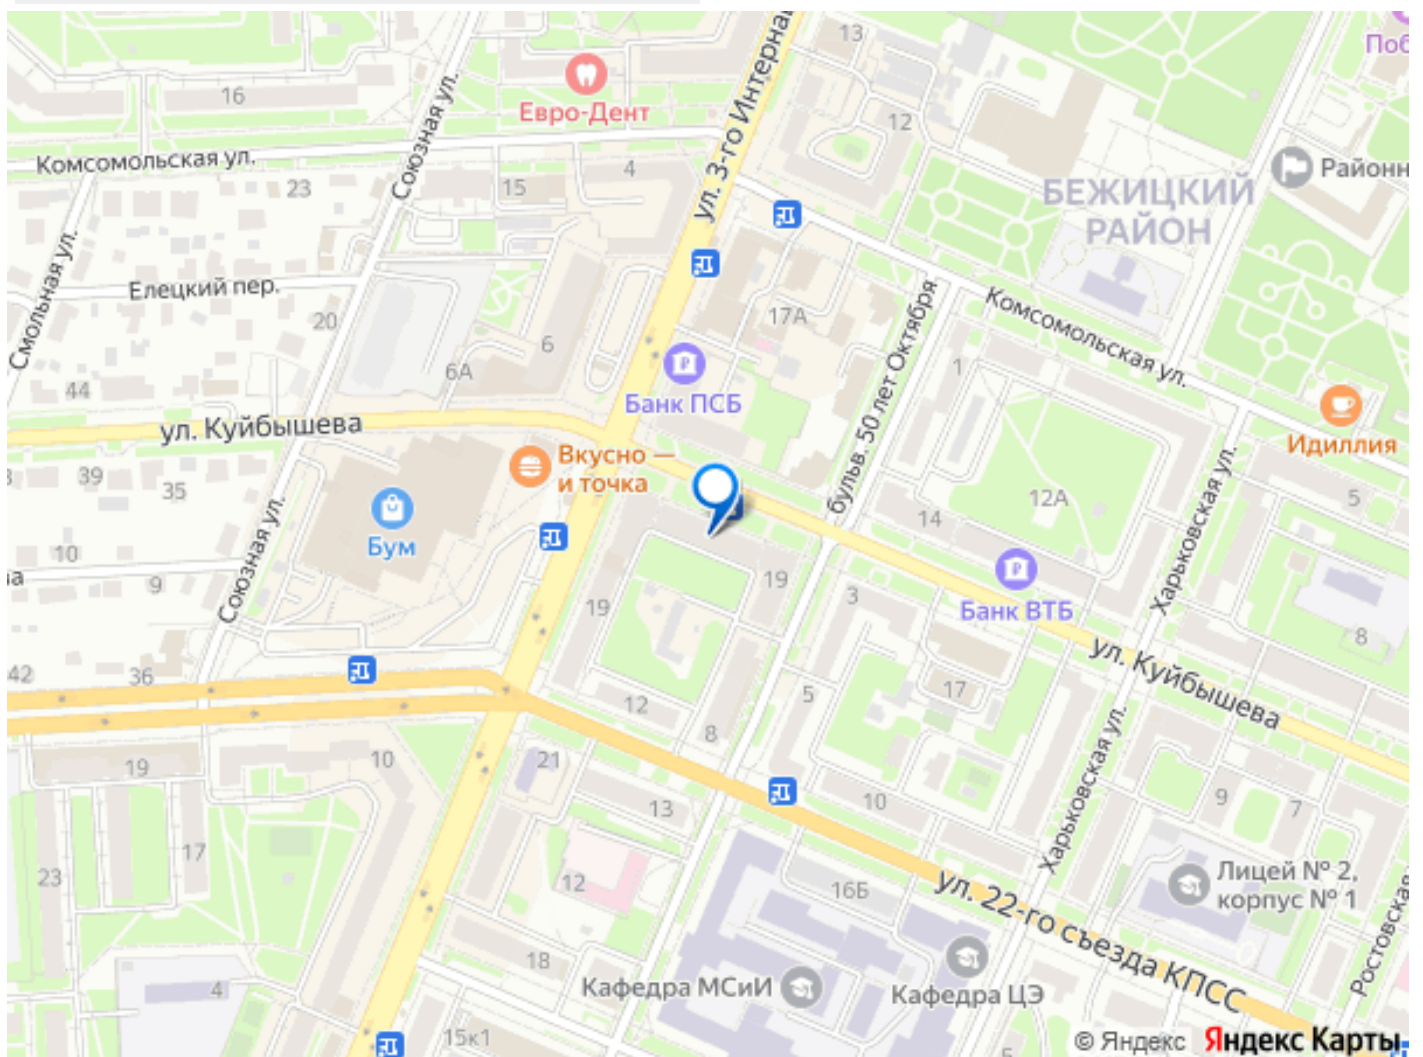 13
Поб
16
Евро-Дент
ул. 3-го Интерна
12
Комсомольская ул.
Союзная ул.
23
15
4
Районн
БЕЖИЦКИЙ
РАЙОН
Смольная ул.
Елецкий пер.
20
17А
бульв. 50 лет Октября
Комсомольская ул.
6
6А
1
44
Банк ПСБ
ул. Куйбышева
Идиллия
Вкусно —
и точка
39
35
12А
5
14
Харьковская ул.
Бум
10
9
Союзная ул.
19
19
3
Банк ВТБ
8
ул. Куйбышева
42
36
17
5
12
8
Харьковская ул.
19
10
21
13
10
9
7
17
23
12
16Б
ул. 22-го съезда КПСС
Лицей № 2,
корпус № 1
Ростовская
18
4
Кафедра МСиИ
Кафедра ЦЭ
15к1
© Яндекс Яндекс Карты